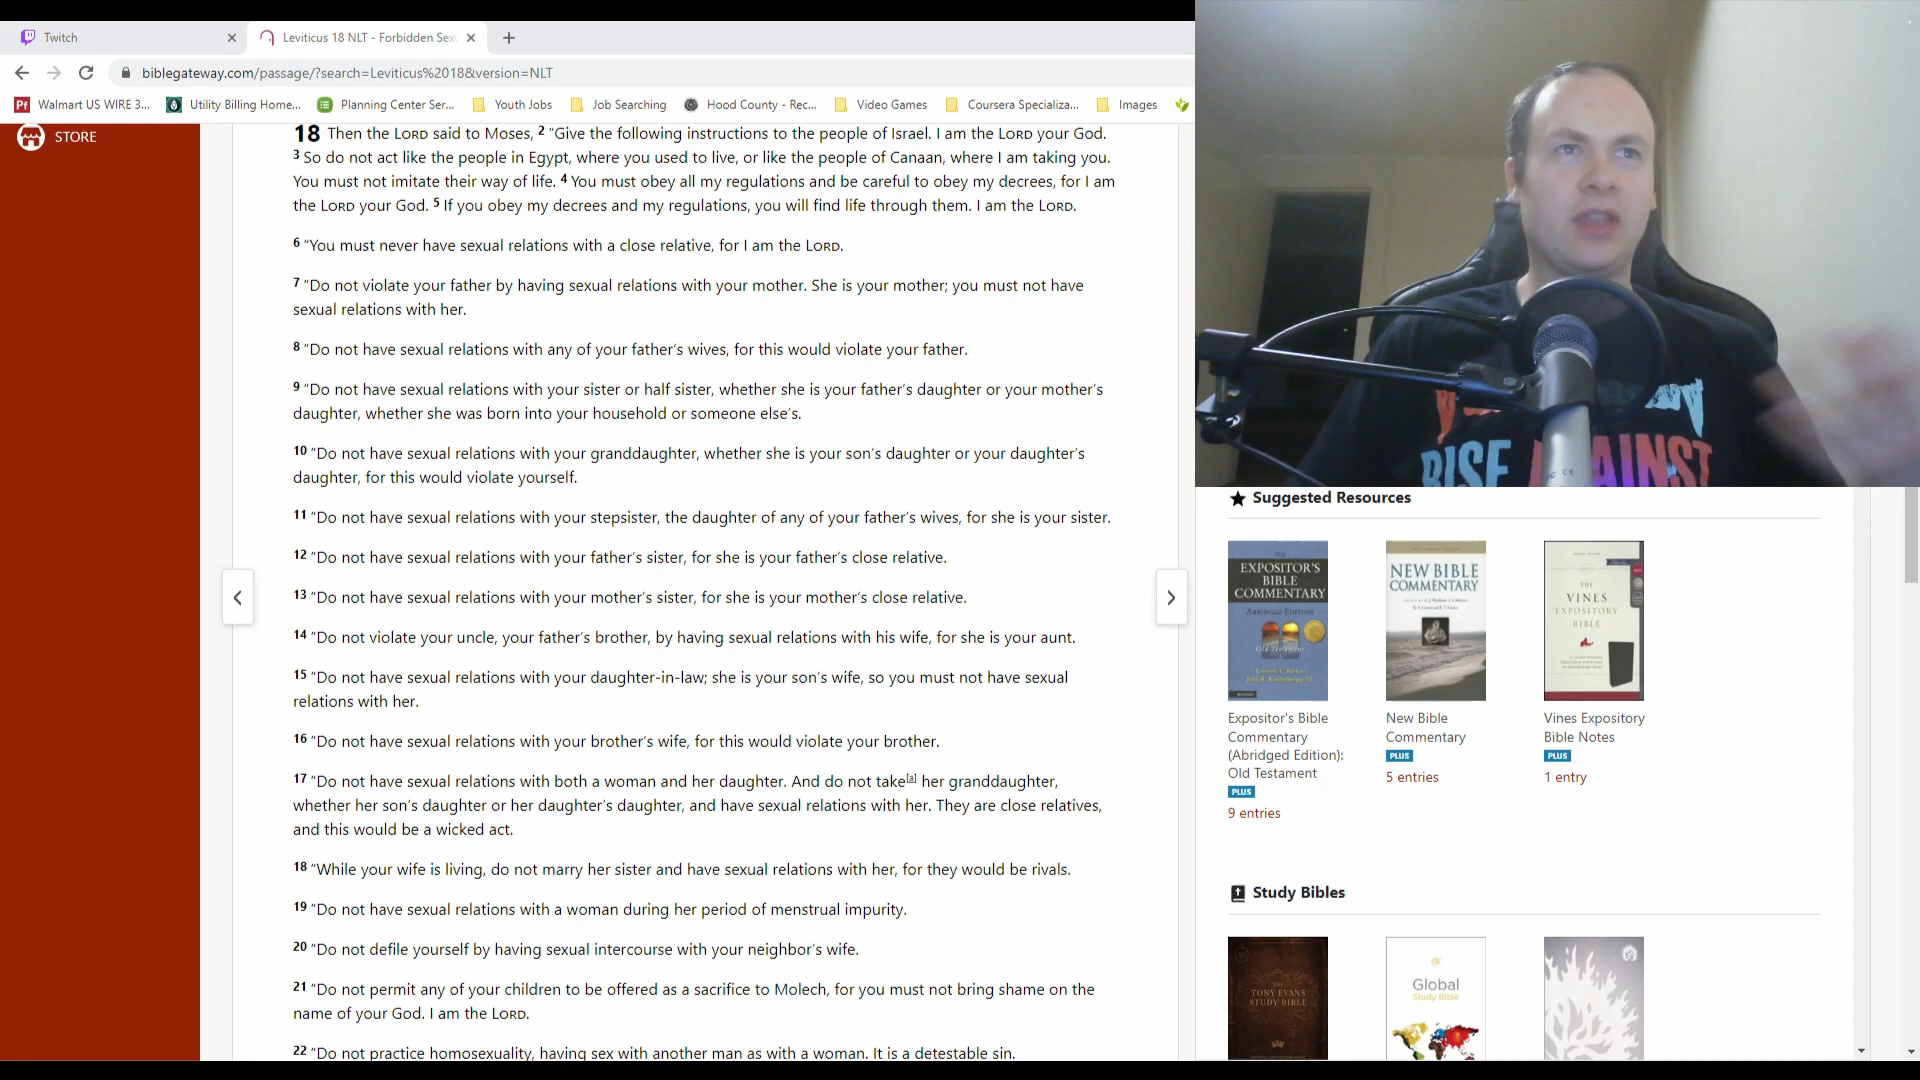 Twitch
Leviticus 18 NLT - Forbidden Sex
biblegateway.com/passage/?search=Leviticus%2018&version=NLT
Walmart US WIRE 3... Utility Billing Home... Planning Center Ser... Youth Jobs Job Searching Hood County - Rec... Video Games Coursera Specializa... Images
STORE
18 Then the LORD said to Moses, 2 “Give the following instructions to the people of Israel. I am the LORD your God.
3 So do not act like the people in Egypt, where you used to live, or like the people of Canaan, where I am taking you.
You must not imitate their way of life. 4 You must obey all my regulations and be careful to obey my decrees, for I am
the LORD your God. 5 If you obey my decrees and my regulations, you will find life through them. I am the LORD.
6 “You must never have sexual relations with a close relative, for I am the LORD.
7 “Do not violate your father by having sexual relations with your mother. She is your mother; you must not have
sexual relations with her.
8 “Do not have sexual relations with any of your father’s wives, for this would violate your father.
9 “Do not have sexual relations with your sister or half sister, whether she is your father’s daughter or your mother’s
daughter, whether she was born into your household or someone else’s.
10 “Do not have sexual relations with your granddaughter, whether she is your son’s daughter or your daughter’s
daughter, for this would violate yourself.
11 “Do not have sexual relations with your stepsister, the daughter of any of your father’s wives, for she is your sister.
12 “Do not have sexual relations with your father’s sister, for she is your father’s close relative.
13 “Do not have sexual relations with your mother’s sister, for she is your mother’s close relative.
14 “Do not violate your uncle, your father’s brother, by having sexual relations with his wife, for she is your aunt.
15 “Do not have sexual relations with your daughter-in-law; she is your son’s wife, so you must not have sexual
relations with her.
16 “Do not have sexual relations with your brother’s wife, for this would violate your brother.
17 “Do not have sexual relations with both a woman and her daughter. And do not take[a] her granddaughter,
whether her son’s daughter or her daughter’s daughter, and have sexual relations with her. They are close relatives,
and this would be a wicked act.
18 “While your wife is living, do not marry her sister and have sexual relations with her, for they would be rivals.
19 “Do not have sexual relations with a woman during her period of menstrual impurity.
20 “Do not defile yourself by having sexual intercourse with your neighbor’s wife.
21 “Do not permit any of your children to be offered as a sacrifice to Molech, for you must not bring shame on the
name of your God. I am the LORD.
22 “Do not practice homosexuality, having sex with another man as with a woman. It is a detestable sin.
RISE AGAINST
Suggested Resources
THE
EXPOSITOR'S
BIBLE
COMMENTARY
ABRIDGED EDITION
Old Testament
NEW BIBLE
COMMENTARY
THE
VINES
EXPOSITORY
BIBLE
Expositor's Bible
Commentary
(Abridged Edition):
Old Testament
PLUS
9 entries
New Bible
Commentary
PLUS
5 entries
Vines Expository
Bible Notes
PLUS
1 entry
Study Bibles
THE
TONY EVANS
STUDY BIBLE
Global
Study Bible